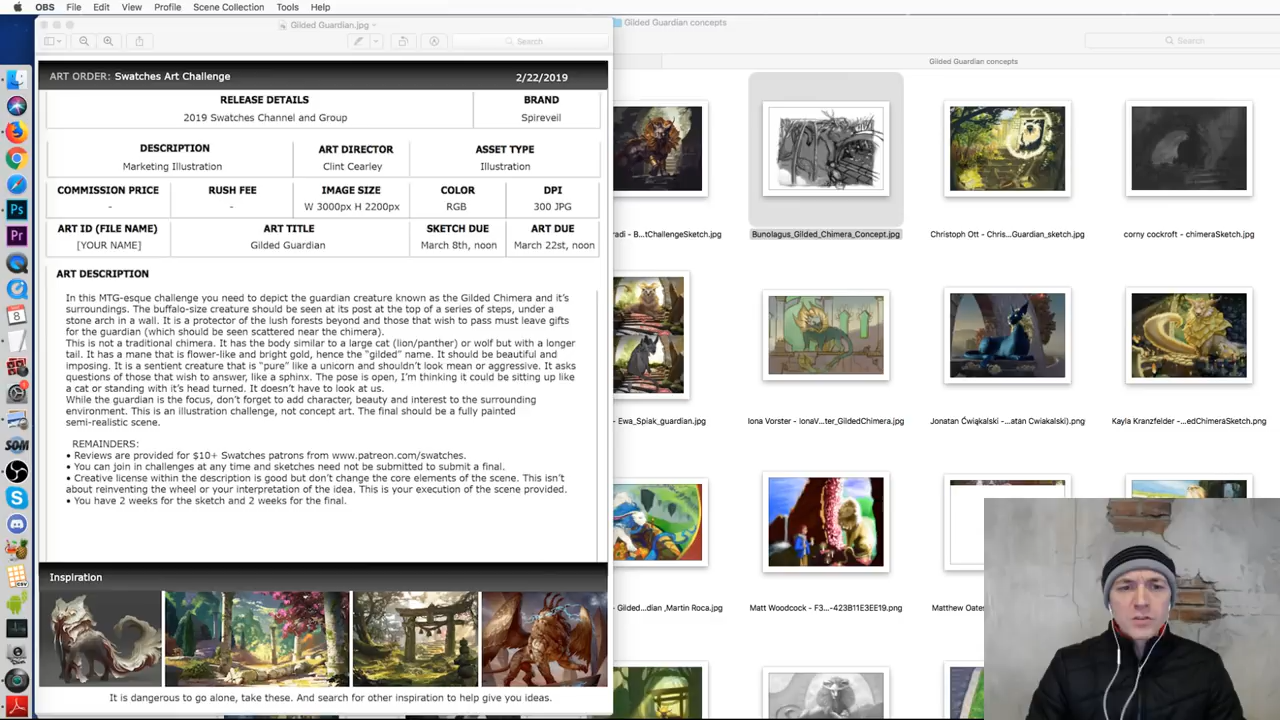 OBS File Edit View Profile Scene Collection Tools Help
Gilded Guardian.jpg
Search
Gilded Guardian concepts
Search
Gilded Guardian concepts
ART ORDER: Swatches Art Challenge 2/22/2019
RELEASE DETAILS BRAND
2019 Swatches Channel and Group Spireveil
DESCRIPTION ART DIRECTOR ASSET TYPE
Marketing Illustration Clint Cearley Illustration
COMMISSION PRICE RUSH FEE IMAGE SIZE COLOR DPI
- - W 3000px H 2200px RGB 300 JPG
ART ID (FILE NAME) ART TITLE SKETCH DUE ART DUE
[YOUR NAME] Gilded Guardian March 8th, noon March 22st, noon
ART DESCRIPTION
In this MTG-esque challenge you need to depict the guardian creature known as the Gilded Chimera and it's
surroundings. The buffalo-size creature should be seen at its post at the top of a series of steps, under a
stone arch in a wall. It is a protector of the lush forests beyond and those that wish to pass must leave gifts
for the guardian (which should be seen scattered near the chimera).
This is not a traditional chimera. It has the body similar to a large cat (lion/panther) or wolf but with a longer
tail. It has a mane that is flower-like and bright gold, hence the "gilded" name. It should be beautiful and
imposing. It is a sentient creature that is "pure" like a unicorn and shouldn't look mean or aggressive. It asks
questions of those that wish to answer, like a sphinx. The pose is open, I'm thinking it could be sitting up like
a cat or standing with it's head turned. It doesn't have to look at us.
While the guardian is the focus, don't forget to add character, beauty and interest to the surrounding
environment. This is an illustration challenge, not concept art. The final should be a fully painted
semi-realistic scene.
REMAINDERS:
• Reviews are provided for $10+ Swatches patrons from www.patreon.com/swatches.
• You can join in challenges at any time and sketches need not be submitted to submit a final.
• Creative license within the description is good but don't change the core elements of the scene. This isn't
about reinventing the wheel or your interpretation of the idea. This is your execution of the scene provided.
• You have 2 weeks for the sketch and 2 weeks for the final.
Inspiration
It is dangerous to go alone, take these. And search for other inspiration to help give you ideas.
radi - B...tChallengeSketch.jpg
Bunolagus_Gilded_Chimera_Concept.jpg
Christoph Ott - Chris...Guardian_sketch.jpg
corny cockroft - chimeraSketch.jpg
Ewa_Spiak_guardian.jpg
Iona Vorster - IonaV...ter_GildedChimera.jpg
Jonatan Ćwiąkalski -...atan Cwiakalski).png
Kayla Kranzfelder -...edChimeraSketch.png
- Gilded...dian ,Martin Roca.jpg
Matt Woodcock - F3...-423B11E3EE19.png
Matthew Oates
Ps
Pr
8
SOM
CSV